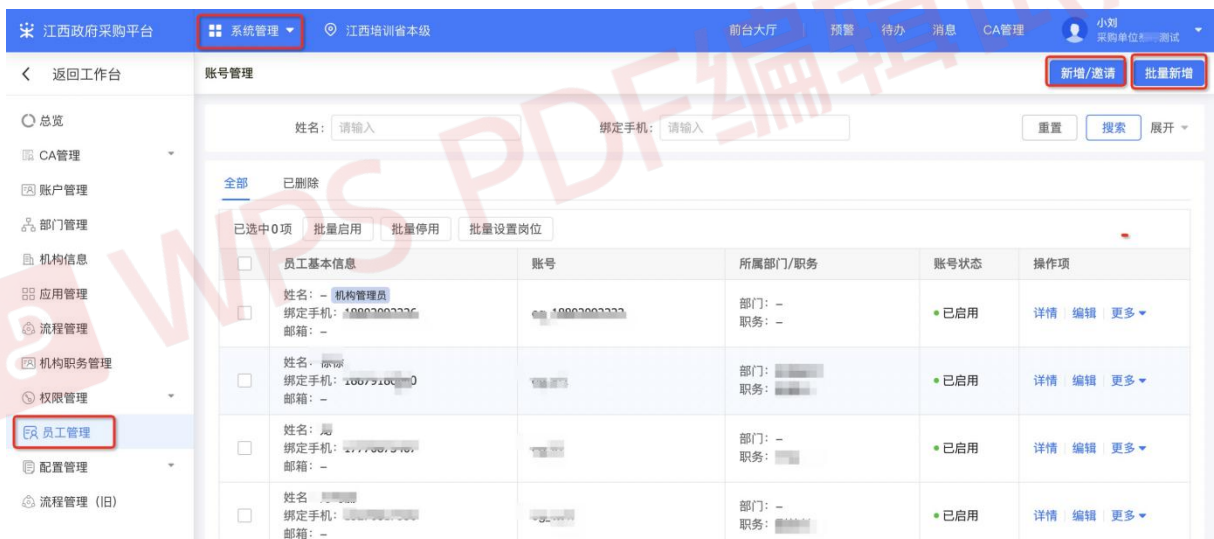 江西政府采购平台 系统管理 江西培训省本级 前台大厅 预警 待办 消息 CA管理 小刘
采购单位 测试
返回工作台 账号管理 新增/邀请 批量新增
总览 姓名: 请输入 绑定手机: 请输入 重置 搜索 展开
CA管理
账户管理 全部 已删除
部门管理 已选中0项 批量启用 批量停用 批量设置岗位
机构信息 员工基本信息 账号 所属部门/职务 账号状态 操作项
应用管理 姓名: – 机构管理员
绑定手机: 部门: – 已启用 详情 编辑 更多
流程管理 邮箱: – 职务: –
机构职务管理 姓名:
绑定手机: 部门: 已启用 详情 编辑 更多
权限管理 邮箱: – 职务:
员工管理 姓名:
绑定手机: 部门: – 已启用 详情 编辑 更多
配置管理 邮箱: – 职务:
流程管理（旧） 姓名
绑定手机: 部门: – 已启用 详情 编辑 更多
邮箱: – 职务:
WPS PDF编辑